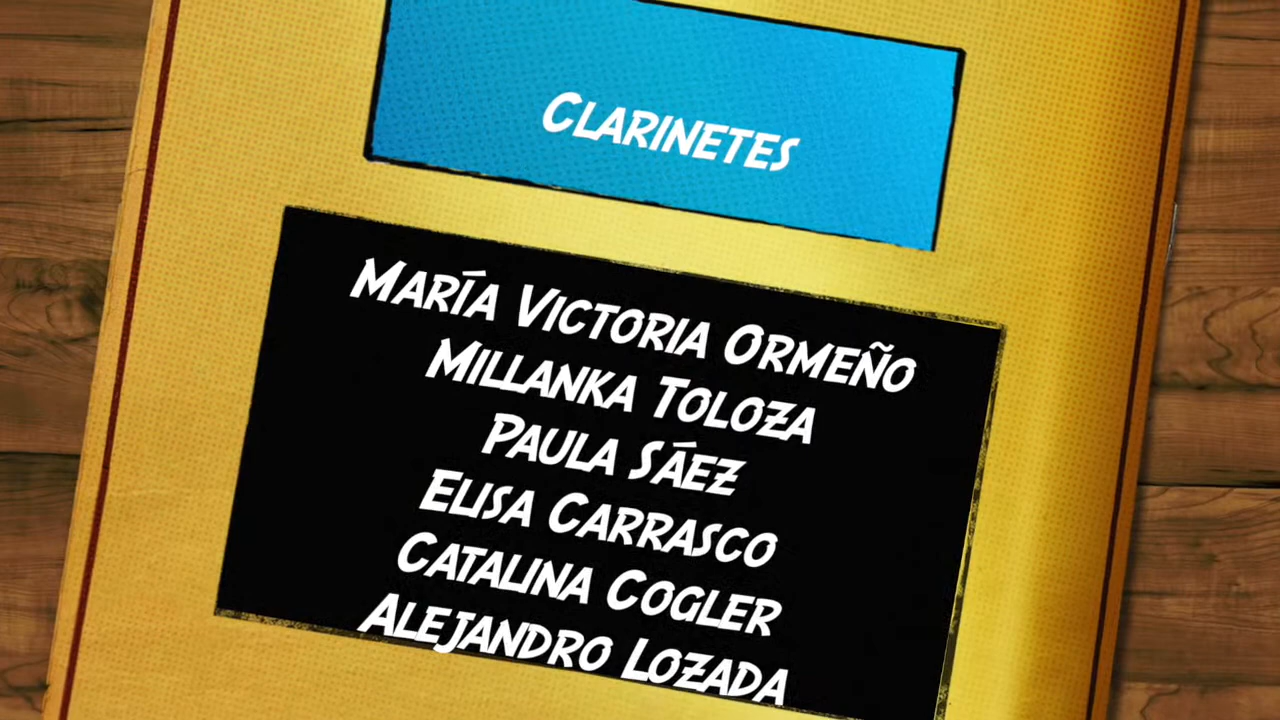 CLARINETES
MARÍA VICTORIA ORMEÑO
MILLANKA TOLOZA
PAULA SÁEZ
ELISA CARRASCO
CATALINA COGLER
ALEJANDRO LOZADA